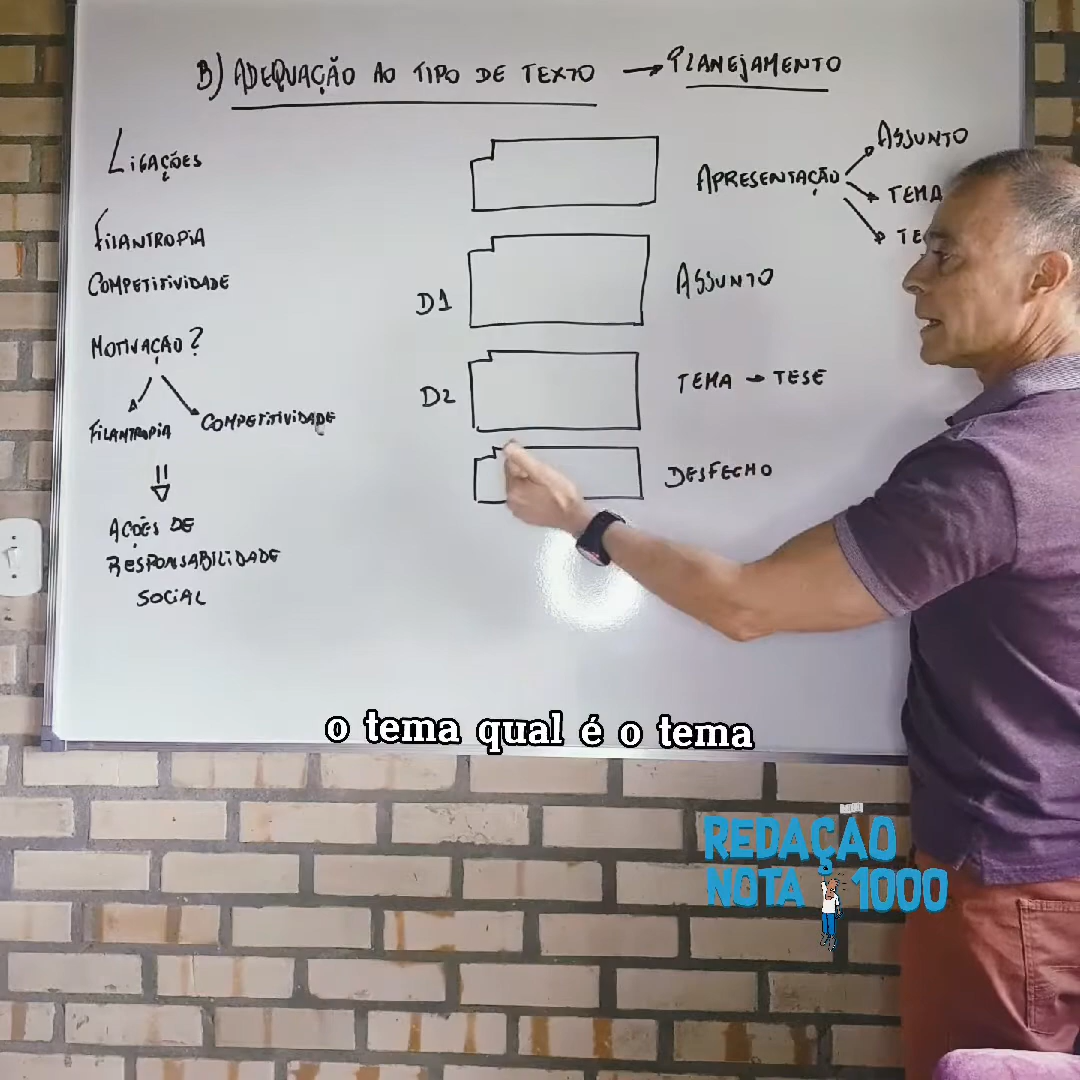 B) ADEQUAÇÃO AO TIPO DE TEXTO → PLANEJAMENTO
LIGAÇÕES
FILANTROPIA
COMPETITIVIDADE
MOTIVAÇÃO?
FILANTROPIA
COMPETITIVIDADE
AÇÕES DE
RESPONSABILIDADE
SOCIAL
APRESENTAÇÃO
ASSUNTO
TEMA
D1
ASSUNTO
D2
TEMA → TESE
DESFECHO
o tema qual é o tema
REDAÇÃO
NOTA 1000